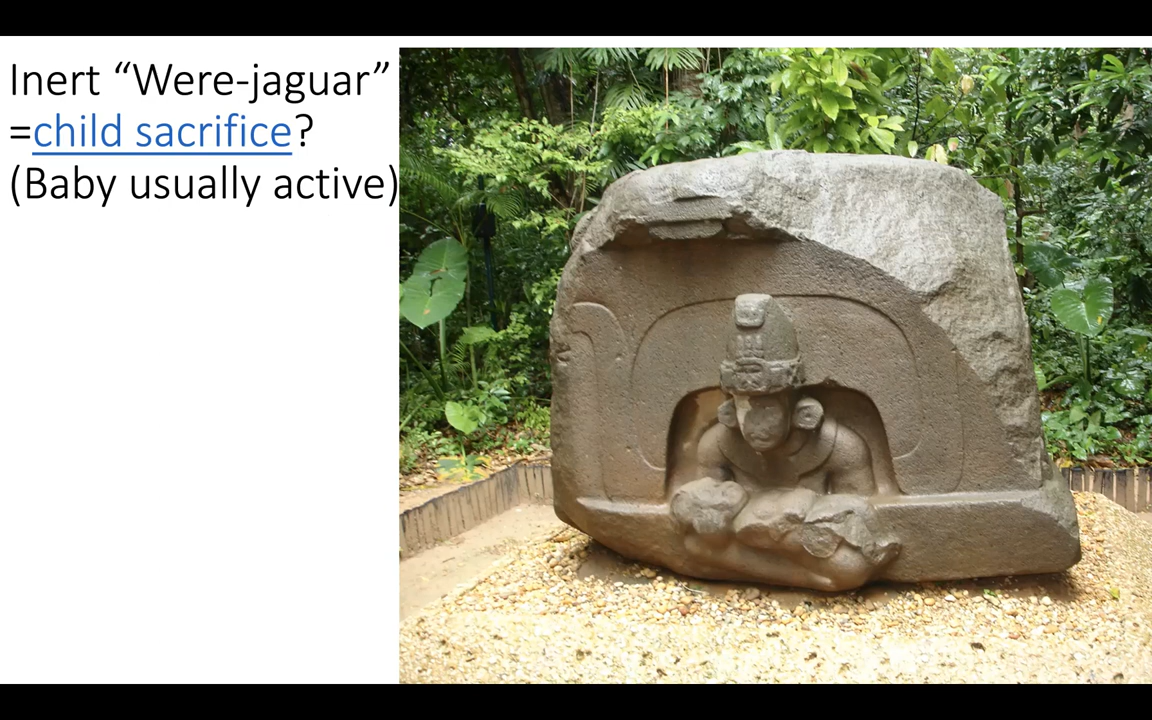 Inert “Were-jaguar”
=child sacrifice?
(Baby usually active)